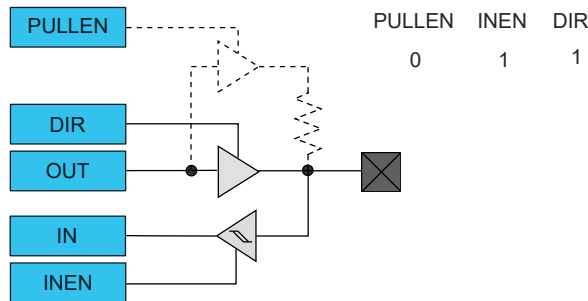 PULLEN PULLEN INEN DIR
0 1 1
DIR
OUT
IN
INEN